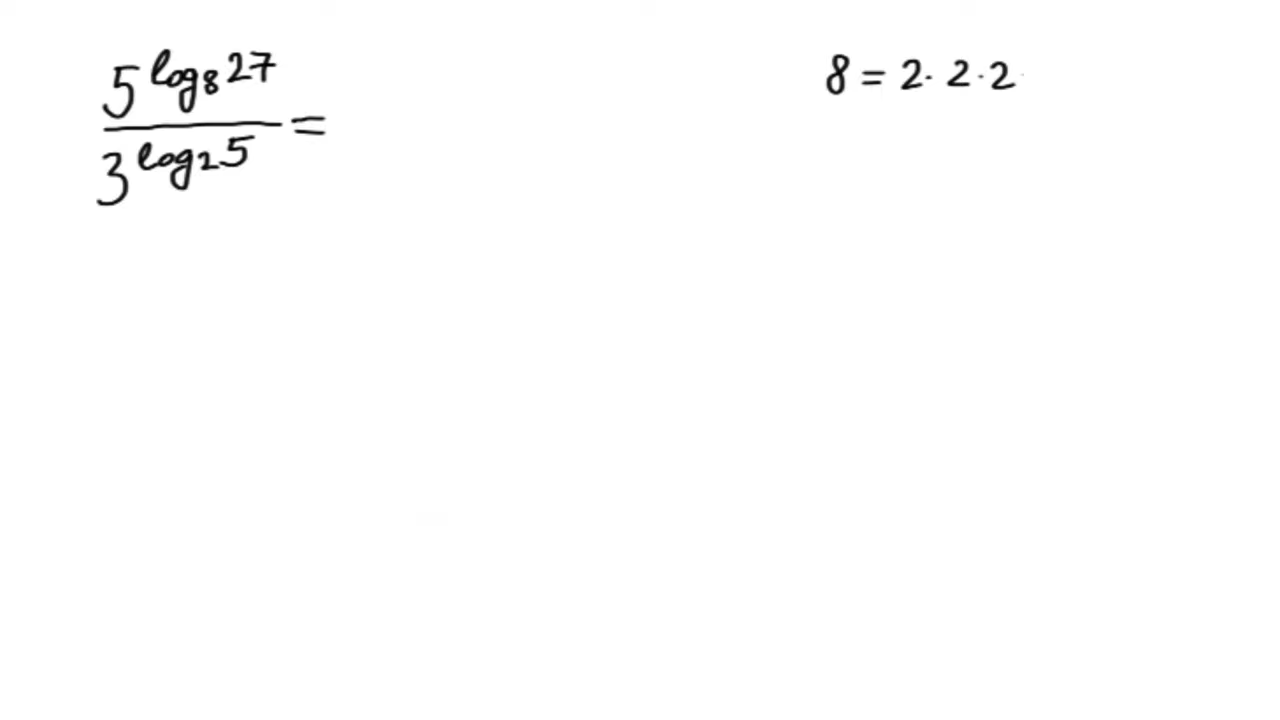 5^log₈27
3^log₂5
=
8 = 2 · 2 · 2